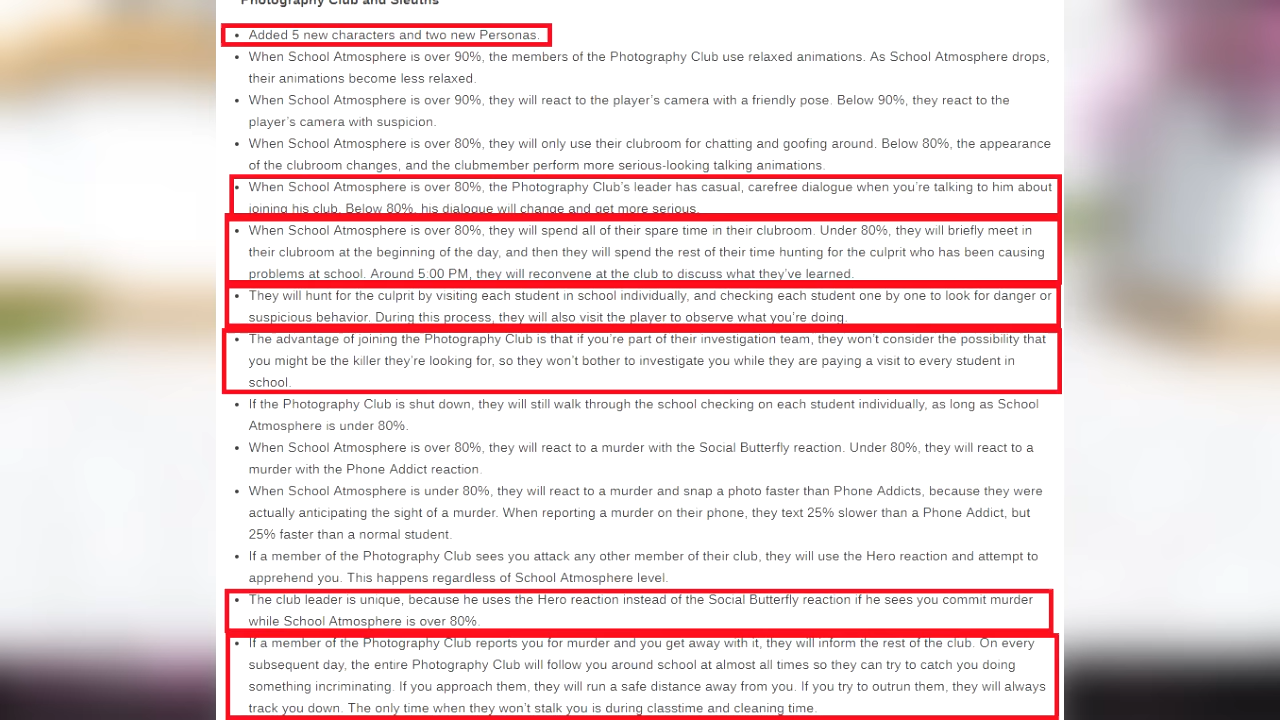 Photography Club and Sleuths
• Added 5 new characters and two new Personas.
• When School Atmosphere is over 90%, the members of the Photography Club use relaxed animations. As School Atmosphere drops,
their animations become less relaxed.
• When School Atmosphere is over 90%, they will react to the player's camera with a friendly pose. Below 90%, they react to the
player's camera with suspicion.
• When School Atmosphere is over 80%, they will only use their clubroom for chatting and goofing around. Below 80%, the appearance
of the clubroom changes, and the clubmember perform more serious-looking talking animations.
• When School Atmosphere is over 80%, the Photography Club's leader has casual, carefree dialogue when you're talking to him about
joining his club. Below 80%, his dialogue will change and get more serious.
• When School Atmosphere is over 80%, they will spend all of their spare time in their clubroom. Under 80%, they will briefly meet in
their clubroom at the beginning of the day, and then they will spend the rest of their time hunting for the culprit who has been causing
problems at school. Around 5:00 PM, they will reconvene at the club to discuss what they've learned.
• They will hunt for the culprit by visiting each student in school individually, and checking each student one by one to look for danger or
suspicious behavior. During this process, they will also visit the player to observe what you're doing.
• The advantage of joining the Photography Club is that if you're part of their investigation team, they won't consider the possibility that
you might be the killer they're looking for, so they won't bother to investigate you while they are paying a visit to every student in
school.
• If the Photography Club is shut down, they will still walk through the school checking on each student individually, as long as School
Atmosphere is under 80%.
• When School Atmosphere is over 80%, they will react to a murder with the Social Butterfly reaction. Under 80%, they will react to a
murder with the Phone Addict reaction.
• When School Atmosphere is under 80%, they will react to a murder and snap a photo faster than Phone Addicts, because they were
actually anticipating the sight of a murder. When reporting a murder on their phone, they text 25% slower than a Phone Addict, but
25% faster than a normal student.
• If a member of the Photography Club sees you attack any other member of their club, they will use the Hero reaction and attempt to
apprehend you. This happens regardless of School Atmosphere level.
• The club leader is unique, because he uses the Hero reaction instead of the Social Butterfly reaction if he sees you commit murder
while School Atmosphere is over 80%.
• If a member of the Photography Club reports you for murder and you get away with it, they will inform the rest of the club. On every
subsequent day, the entire Photography Club will follow you around school at almost all times so they can try to catch you doing
something incriminating. If you approach them, they will run a safe distance away from you. If you try to outrun them, they will always
track you down. The only time when they won't stalk you is during classtime and cleaning time.